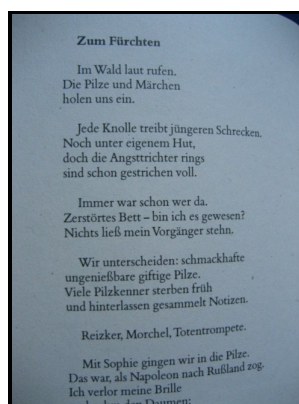 Zum Fürchten
Im Wald laut rufen.
Die Pilze und Märchen
holen uns ein.
Jede Knolle treibt jüngeren Schrecken.
Noch unter eigenem Hut,
doch die Angsttrichter rings
sind schon gestrichen voll.
Immer war schon wer da.
Zerstörtes Bett – bin ich es gewesen?
Nichts ließ mein Vorgänger stehn.
Wir unterscheiden: schmackhafte
ungenießbare giftige Pilze.
Viele Pilzkenner sterben früh
und hinterlassen gesammelt Notizen.
Reizker, Morchel, Totentrompete.
Mit Sophie gingen wir in die Pilze.
Das war, als Napoleon nach Rußland zog.
Ich verlor meine Brille
den Daumen;